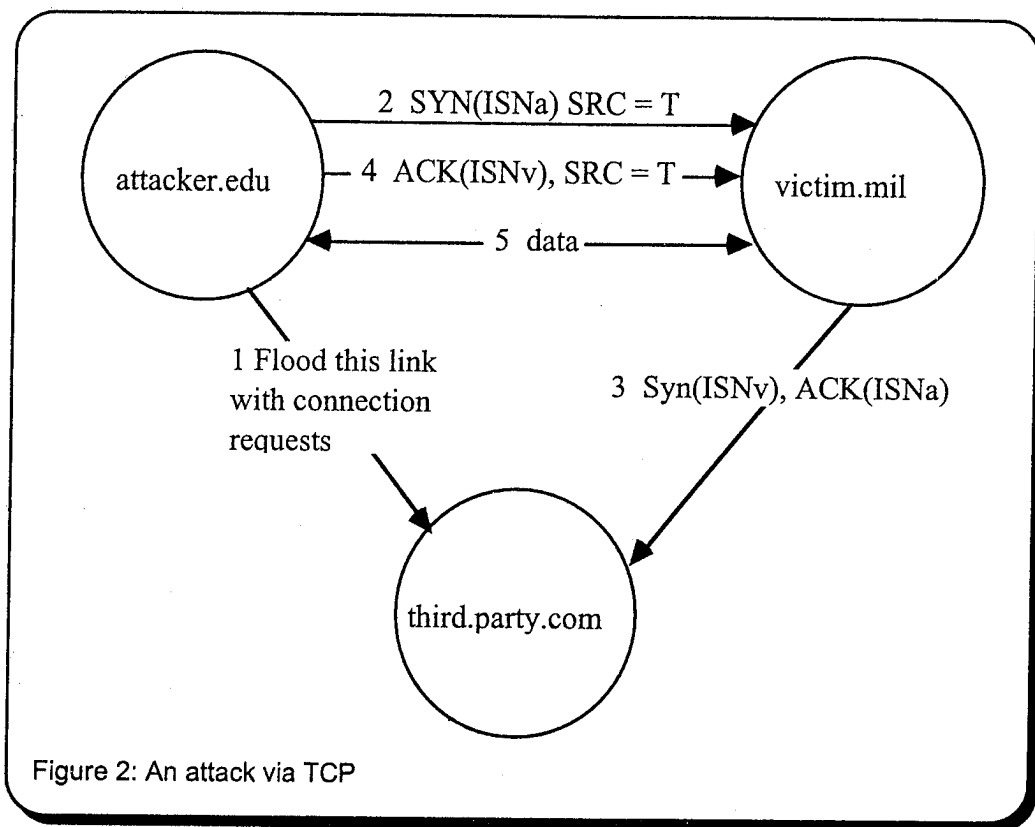 2 SYN(ISNa) SRC = T
attacker.edu
4 ACK(ISNv), SRC = T
victim.mil
5 data
1 Flood this link
with connection
requests
3 Syn(ISNv), ACK(ISNa)
third.party.com
Figure 2: An attack via TCP